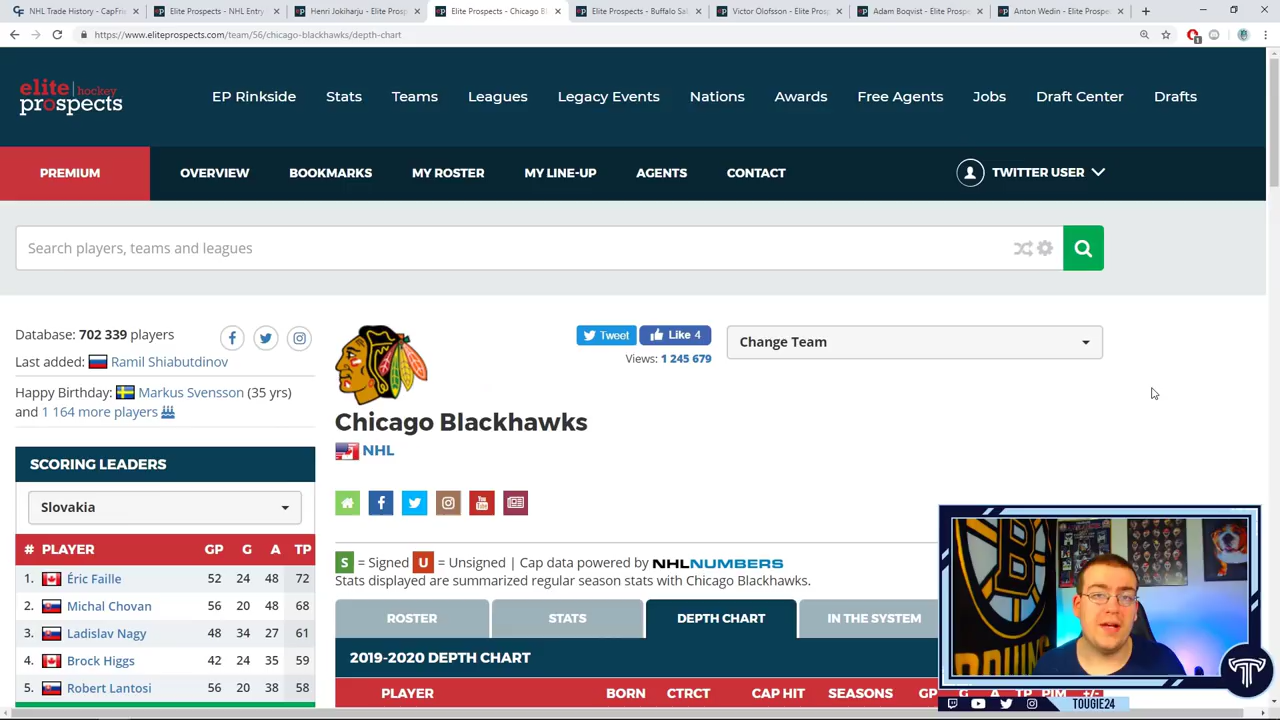 NHL Trade History - CapFri
Elite Prospects - NHL Entry
Henri Jokiharju - Elite Prosp
Elite Prospects - Chicago Bl
Elite Prospects - Buffalo Sal
Victor Olofsson - Elite Prosp
Adam Boqvist - Elite Prospe
Anton Wedin - Elite Prospec
https://www.eliteprospects.com/team/56/chicago-blackhawks/depth-chart
elite hockey prospects
EP Rinkside Stats Teams Leagues Legacy Events Nations Awards Free Agents Jobs Draft Center Drafts
PREMIUM OVERVIEW BOOKMARKS MY ROSTER MY LINE-UP AGENTS CONTACT TWITTER USER
Search players, teams and leagues
Database: 702 339 players
Last added: Ramil Shiabutdinov
Happy Birthday: Markus Svensson (35 yrs)
and 1 164 more players
Tweet Like 4
Views: 1 245 679
Change Team
Chicago Blackhawks
NHL
SCORING LEADERS
Slovakia
# PLAYER GP G A TP
1. Éric Faille 52 24 48 72
2. Michal Chovan 56 20 48 68
3. Ladislav Nagy 48 34 27 61
4. Brock Higgs 42 24 35 59
5. Robert Lantosi 56 20 38 58
S = Signed U = Unsigned | Cap data powered by NHLNUMBERS
Stats displayed are summarized regular season stats with Chicago Blackhawks.
ROSTER STATS DEPTH CHART IN THE SYSTEM
2019-2020 DEPTH CHART
PLAYER BORN CTRCT CAP HIT SEASONS GP G A TP PIM +/-
B
BRUINS
TOUGIE24